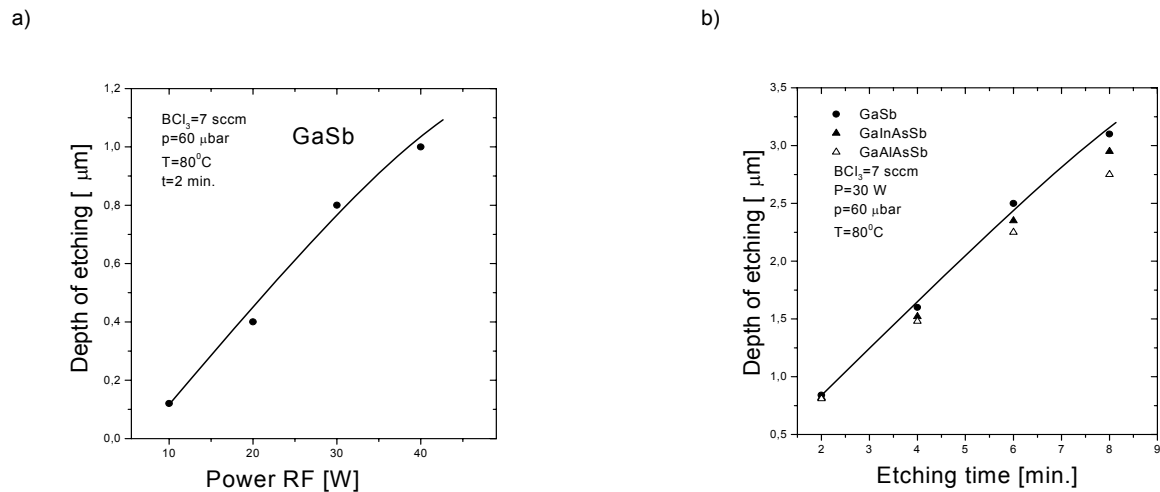 a)
BCl₃=7 sccm
p=60 μbar
T=80⁰C
t=2 min.
GaSb
Depth of etching [ μm]
1,2
1,0
0,8
0,6
0,4
0,2
0,0
10 20 30 40
Power RF [W]
b)
GaSb
GaInAsSb
GaAlAsSb
BCl₃=7 sccm
P=30 W
p=60 μbar
T=80⁰C
Depth of etching [ μm]
3,5
3,0
2,5
2,0
1,5
1,0
0,5
2 3 4 5 6 7 8 9
Etching time [min.]